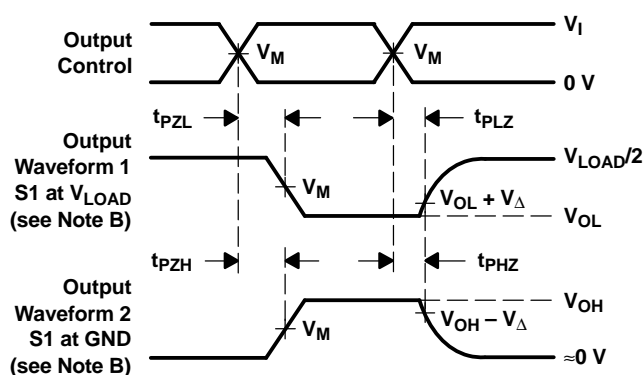 Output
Control
V_M
V_M
V_I
0 V
t_PZL
t_PLZ
Output
Waveform 1
S1 at V_LOAD
(see Note B)
V_M
V_LOAD/2
V_OL + V_Δ
V_OL
t_PZH
t_PHZ
Output
Waveform 2
S1 at GND
(see Note B)
V_M
V_OH
V_OH – V_Δ
≈0 V